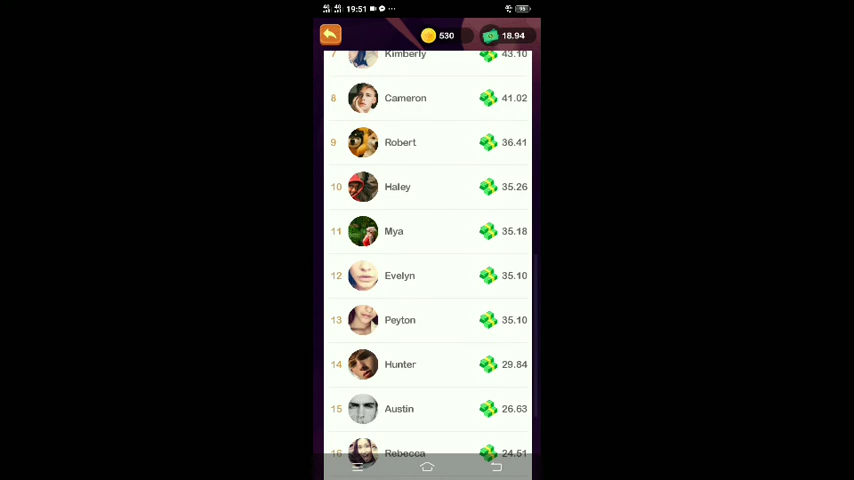 19:51 95
530 18.94
7 Kimberly 43.10
8 Cameron 41.02
9 Robert 36.41
10 Haley 35.26
11 Mya 35.18
12 Evelyn 35.10
13 Peyton 35.10
14 Hunter 29.84
15 Austin 26.63
16 Rebecca 24.51